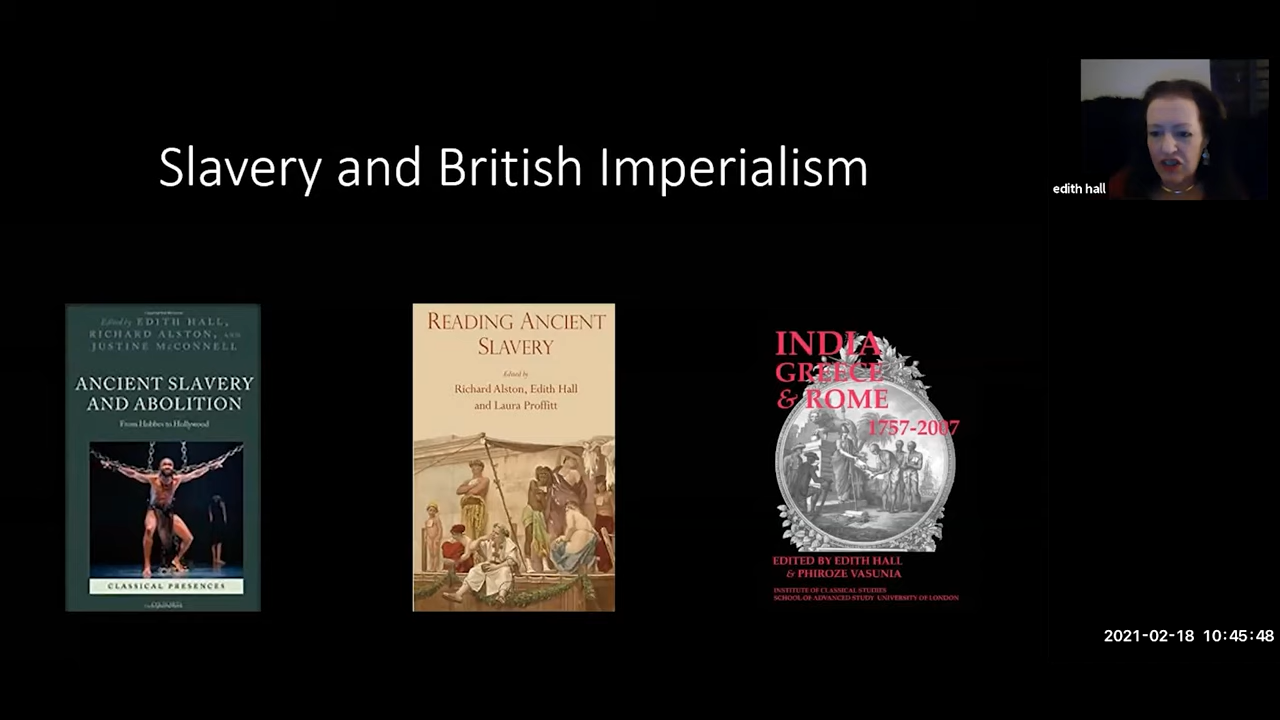 Slavery and British Imperialism
edith hall
Edited by EDITH HALL,
RICHARD ALSTON, AND
JUSTINE McCONNELL
ANCIENT SLAVERY
AND ABOLITION
From Hobbes to Hollywood
CLASSICAL PRESENCES
READING ANCIENT
SLAVERY
Edited by
Richard Alston, Edith Hall
and Laura Proffitt
INDIA
GREECE
& ROME
1757-2007
EDITED BY EDITH HALL
& PHIROZE VASUNIA
INSTITUTE OF CLASSICAL STUDIES
SCHOOL OF ADVANCED STUDY UNIVERSITY OF LONDON
2021-02-18 10:45:48